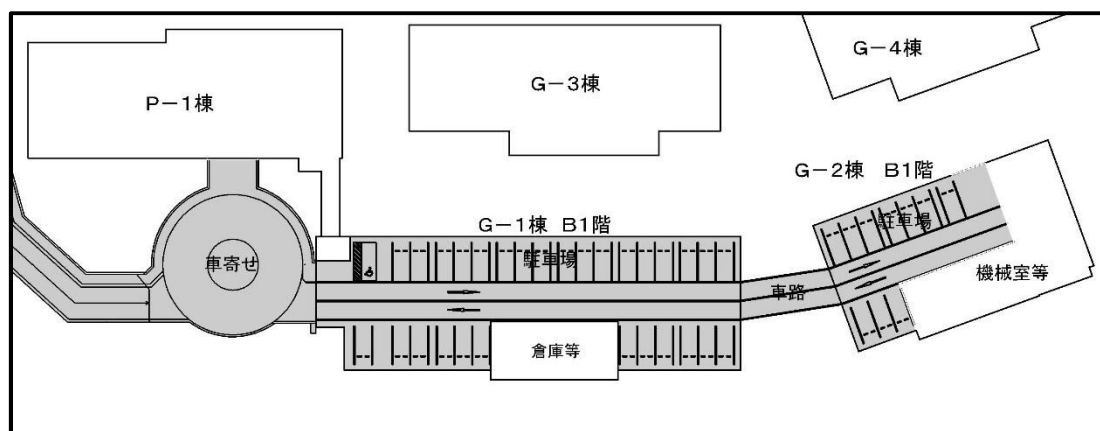 P－1棟
G－3棟
G－4棟
G－2棟 B1階
G－1棟 B1階
駐車場
駐車場
車寄せ
車路
機械室等
倉庫等